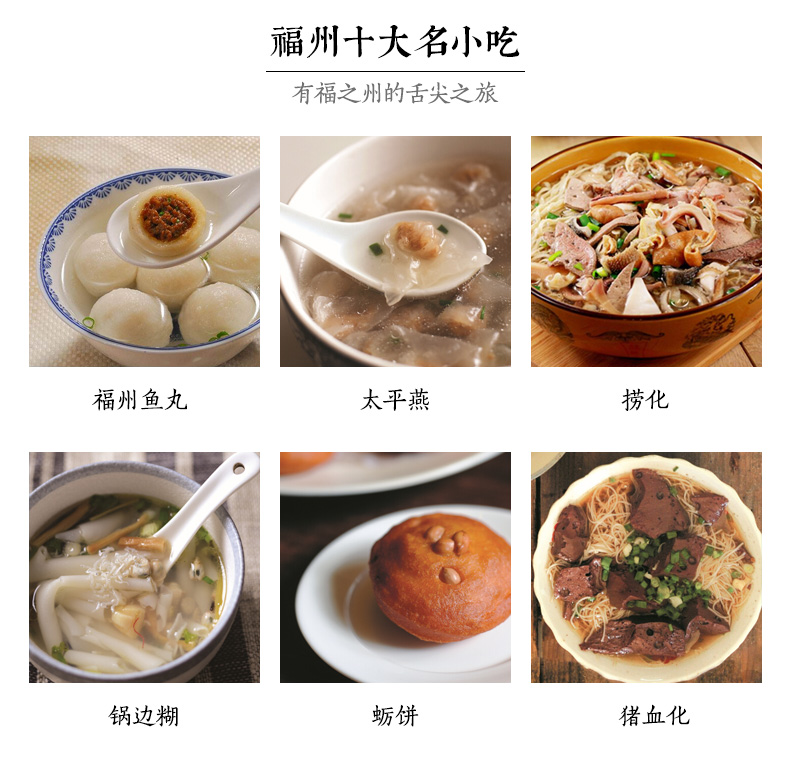 福州十大名小吃
有福之州的舌尖之旅
福州鱼丸
太平燕
捞化
锅边糊
蛎饼
猪血化